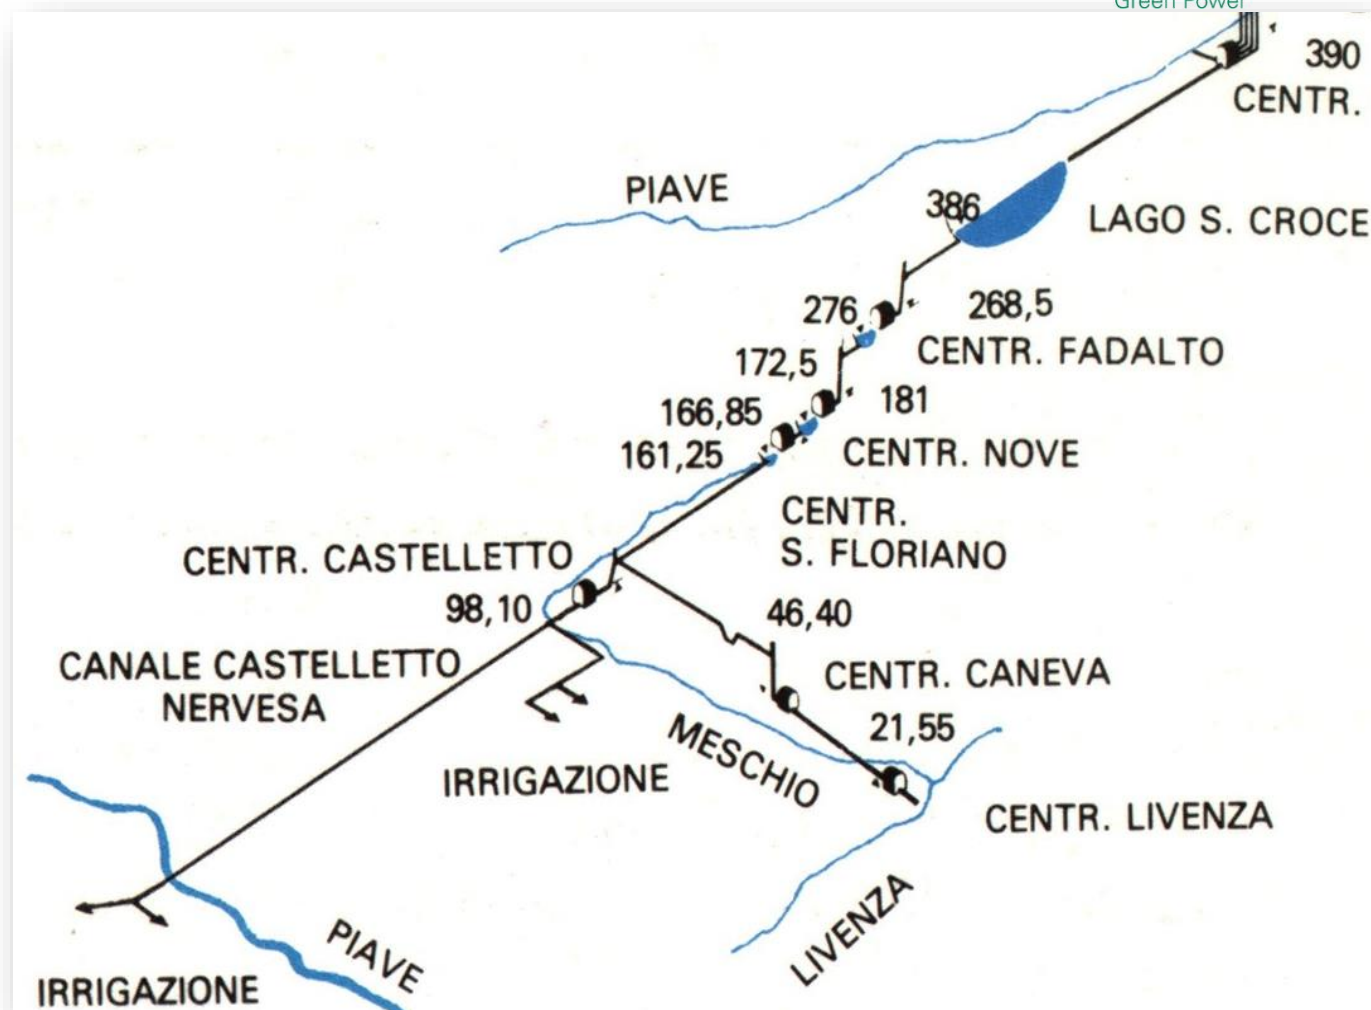 Green Power
390
CENTR.
PIAVE
386
LAGO S. CROCE
276
268,5
CENTR. FADALTO
172,5
181
166,85
161,25
CENTR. NOVE
CENTR.
S. FLORIANO
CENTR. CASTELLETTO
98,10
46,40
CANALE CASTELLETTO
NERVESA
CENTR. CANEVA
21,55
MESCHIO
IRRIGAZIONE
CENTR. LIVENZA
LIVENZA
PIAVE
IRRIGAZIONE